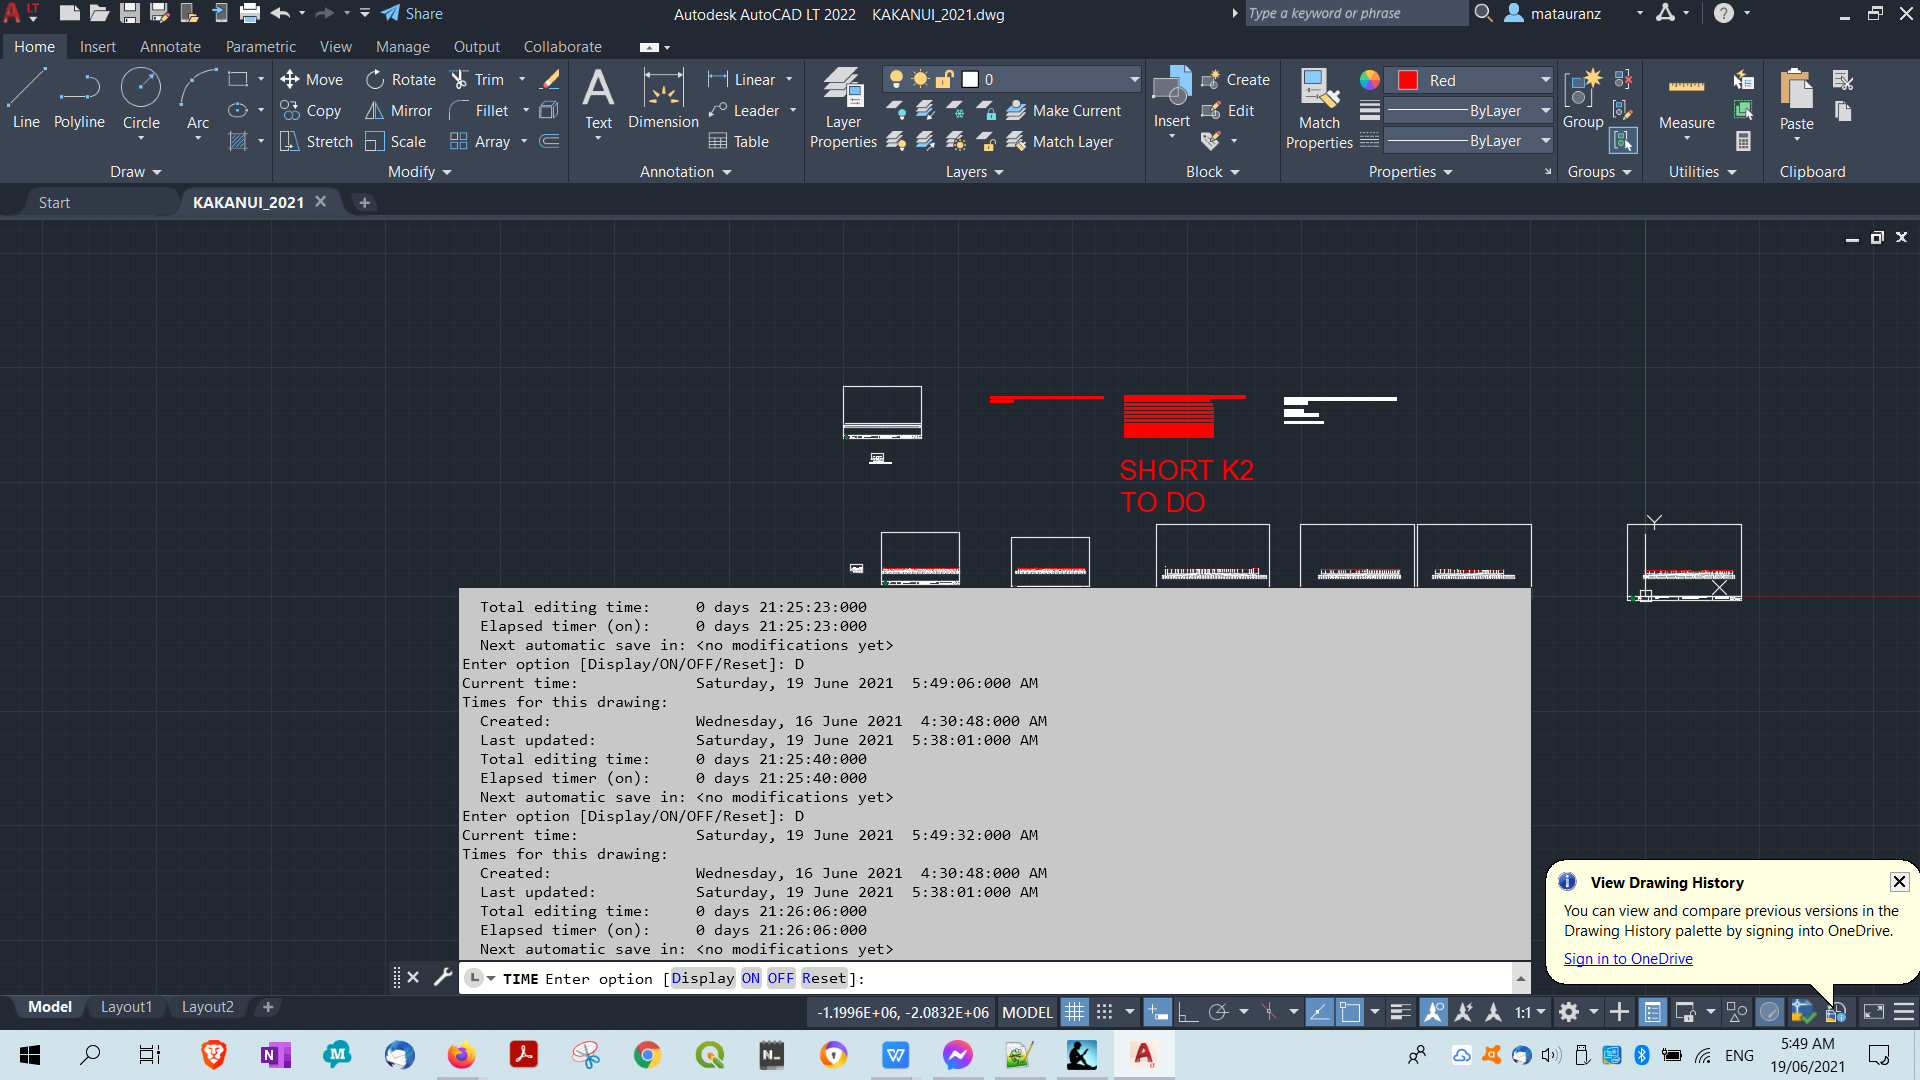 LT
Share
Autodesk AutoCAD LT 2022 KAKANUI_2021.dwg
Type a keyword or phrase
matauranz
Home Insert Annotate Parametric View Manage Output Collaborate
Line Polyline Circle Arc
Move Rotate Trim
Copy Mirror Fillet
Stretch Scale Array
Text Dimension
Linear
Leader
Table
Layer
Properties
0
Make Current
Match Layer
Insert
Create
Edit
Match
Properties
Red
ByLayer
ByLayer
Group
Measure
Paste
Draw Modify Annotation Layers Block Properties Groups Utilities Clipboard
Start KAKANUI_2021
SHORT K2
TO DO
Y
X
Total editing time: 0 days 21:25:23:000
Elapsed timer (on): 0 days 21:25:23:000
Next automatic save in: <no modifications yet>
Enter option [Display/ON/OFF/Reset]: D
Current time: Saturday, 19 June 2021 5:49:06:000 AM
Times for this drawing:
Created: Wednesday, 16 June 2021 4:30:48:000 AM
Last updated: Saturday, 19 June 2021 5:38:01:000 AM
Total editing time: 0 days 21:25:40:000
Elapsed timer (on): 0 days 21:25:40:000
Next automatic save in: <no modifications yet>
Enter option [Display/ON/OFF/Reset]: D
Current time: Saturday, 19 June 2021 5:49:32:000 AM
Times for this drawing:
Created: Wednesday, 16 June 2021 4:30:48:000 AM
Last updated: Saturday, 19 June 2021 5:38:01:000 AM
Total editing time: 0 days 21:26:06:000
Elapsed timer (on): 0 days 21:26:06:000
Next automatic save in: <no modifications yet>
TIME Enter option [Display ON OFF Reset]:
View Drawing History
You can view and compare previous versions in the
Drawing History palette by signing into OneDrive.
Sign in to OneDrive
Model Layout1 Layout2
-1.1996E+06, -2.0832E+06 MODEL
1:1
ENG
5:49 AM
19/06/2021